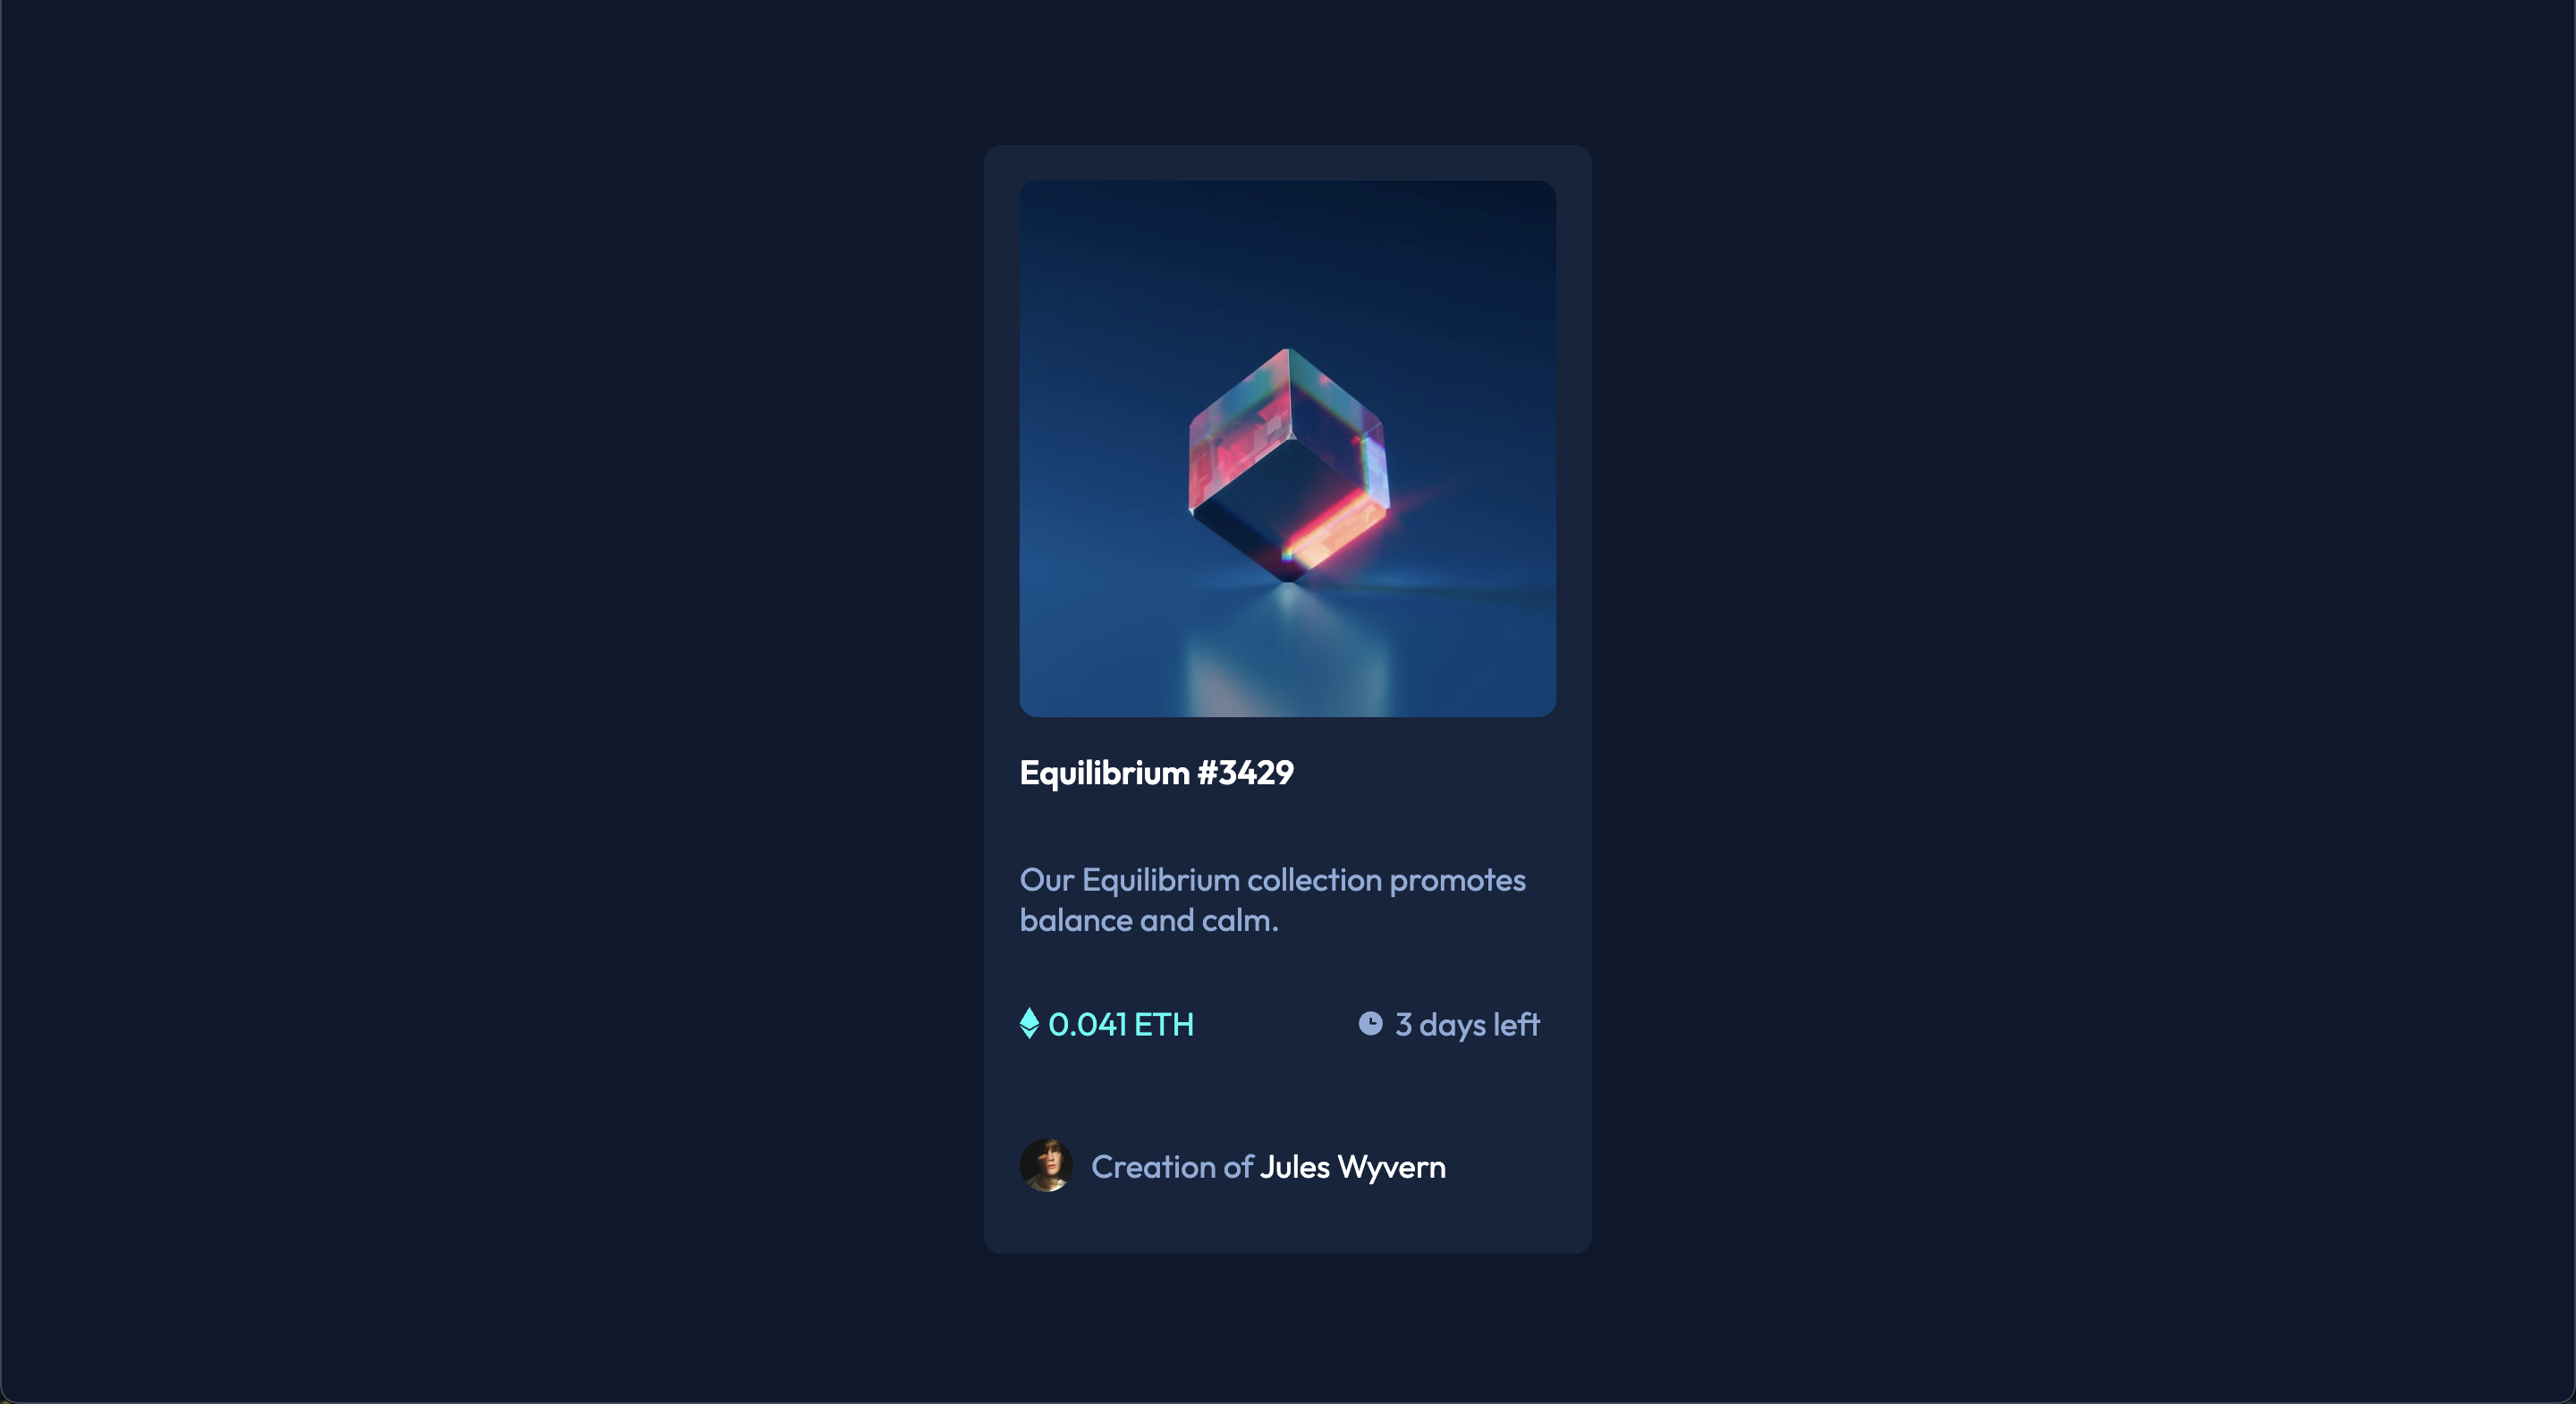 Equilibrium #3429
Our Equilibrium collection promotes
balance and calm.
0.041 ETH
3 days left
Creation of Jules Wyvern